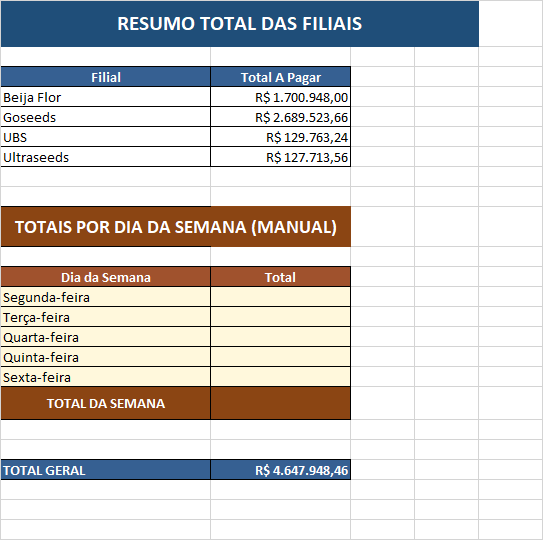 RESUMO TOTAL DAS FILIAIS
Filial Total A Pagar
Beija Flor R$ 1.700.948,00
Goseeds R$ 2.689.523,66
UBS R$ 129.763,24
Ultraseeds R$ 127.713,56
TOTAIS POR DIA DA SEMANA (MANUAL)
Dia da Semana Total
Segunda-feira
Terça-feira
Quarta-feira
Quinta-feira
Sexta-feira
TOTAL DA SEMANA
TOTAL GERAL R$ 4.647.948,46